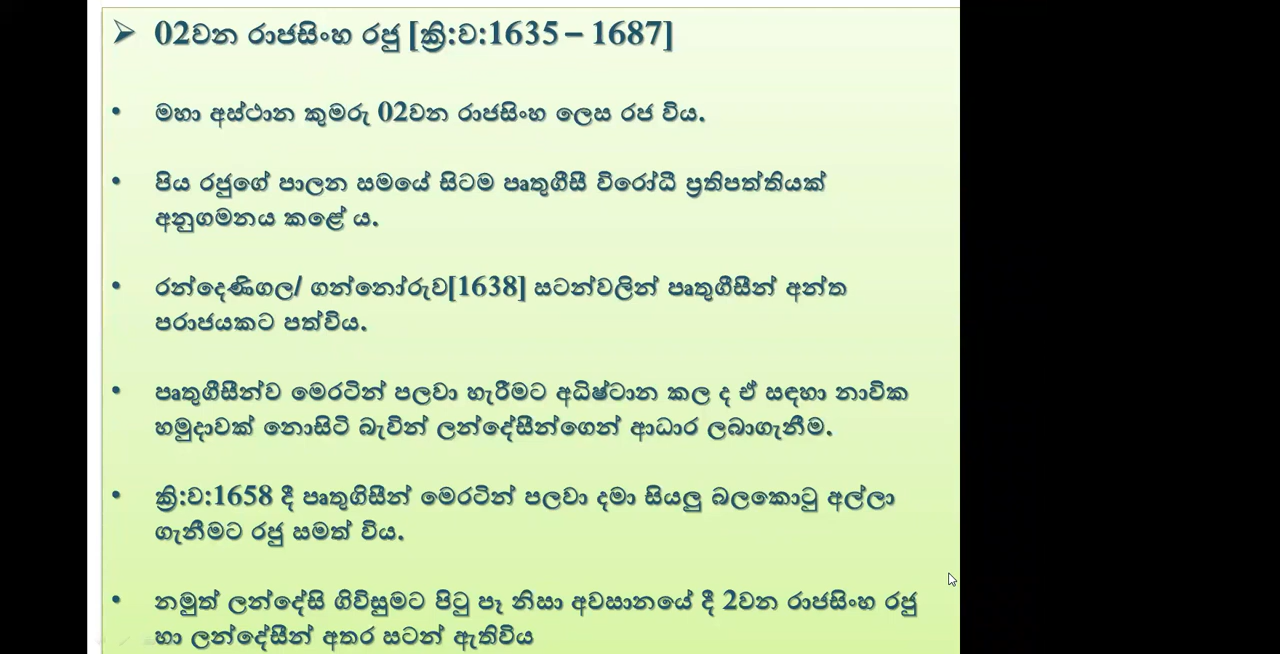 ➢ 02වන රාජසිංහ රජු [ක්‍රි:ව:1635 – 1687]
• මහා අස්ථාන කුමරු 02වන රාජසිංහ ලෙස රජ විය.
• පිය රජුගේ පාලන සමයේ සිටම පෘතුගීසී විරෝධී ප්‍රතිපත්තියක්
අනුගමනය කළේ ය.
• රන්දෙණිගල/ ගන්නෝරුව[1638] සටන්වලින් පෘතුගීසීන් අන්ත
පරාජයකට පත්විය.
• පෘතුගීසීන්ව මෙරටින් පලවා හැරීමට අධිෂ්ටාන කල ද ඒ සඳහා නාවික
හමුදාවක් නොසිටි බැවින් ලන්දේසීන්ගෙන් ආධාර ලබාගැනීම.
• ක්‍රි:ව:1658 දී පෘතුගිසීන් මෙරටින් පලවා දමා සියලු බලකොටු අල්ලා
ගැනීමට රජු සමත් විය.
• නමුත් ලන්දේසි ගිවිසුමට පිටු පෑ නිසා අවසානයේ දී 2වන රාජසිංහ රජු
හා ලන්දේසීන් අතර සටන් ඇතිවිය